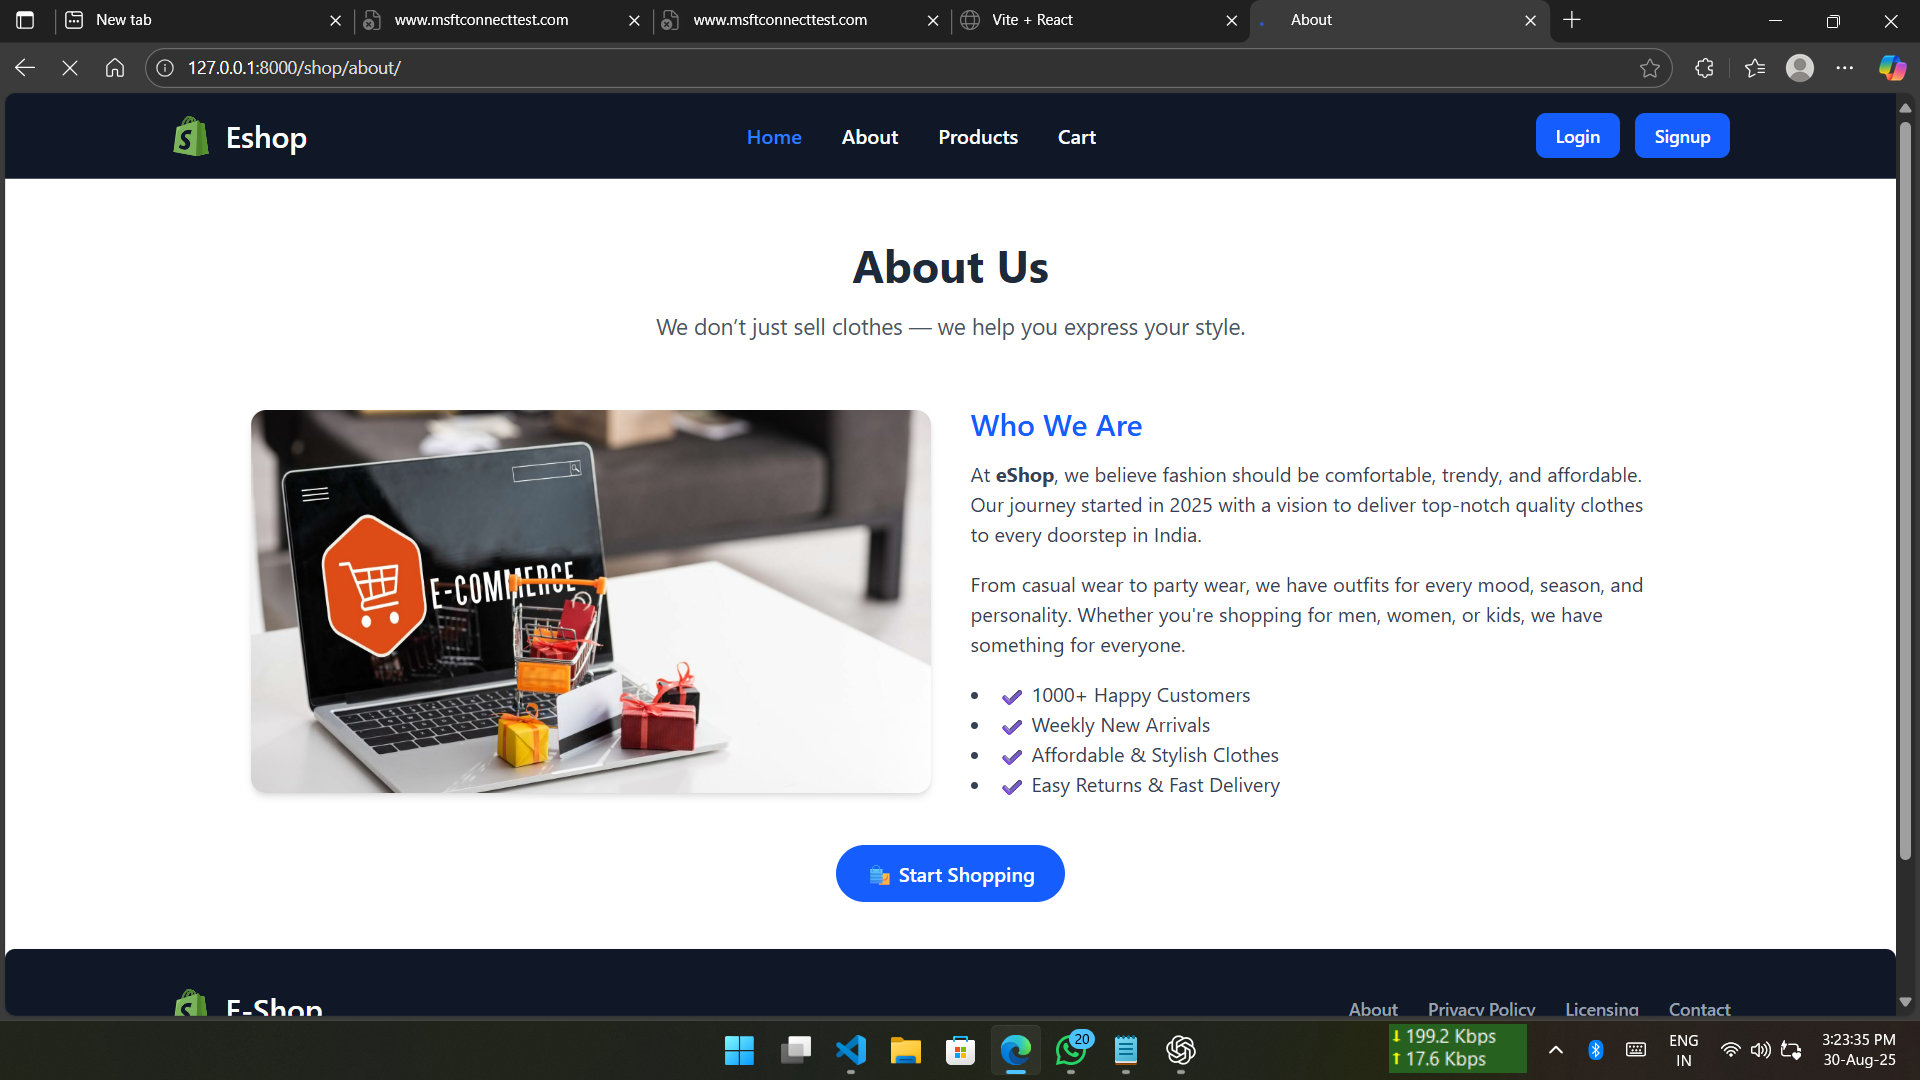 New tab
www.msftconnecttest.com
www.msftconnecttest.com
Vite + React
About
127.0.0.1:8000/shop/about/
Eshop
Home
About
Products
Cart
Login
Signup
About Us
We don’t just sell clothes — we help you express your style.
E-COMMERCE
Who We Are
At eShop, we believe fashion should be comfortable, trendy, and affordable.
Our journey started in 2025 with a vision to deliver top-notch quality clothes
to every doorstep in India.
From casual wear to party wear, we have outfits for every mood, season, and
personality. Whether you're shopping for men, women, or kids, we have
something for everyone.
• ✔ 1000+ Happy Customers
• ✔ Weekly New Arrivals
• ✔ Affordable & Stylish Clothes
• ✔ Easy Returns & Fast Delivery
🛍️ Start Shopping
E-Shop
About
Privacy Policy
Licensing
Contact
20
↓ 199.2 Kbps
↑ 17.6 Kbps
ENG
IN
3:23:35 PM
30-Aug-25